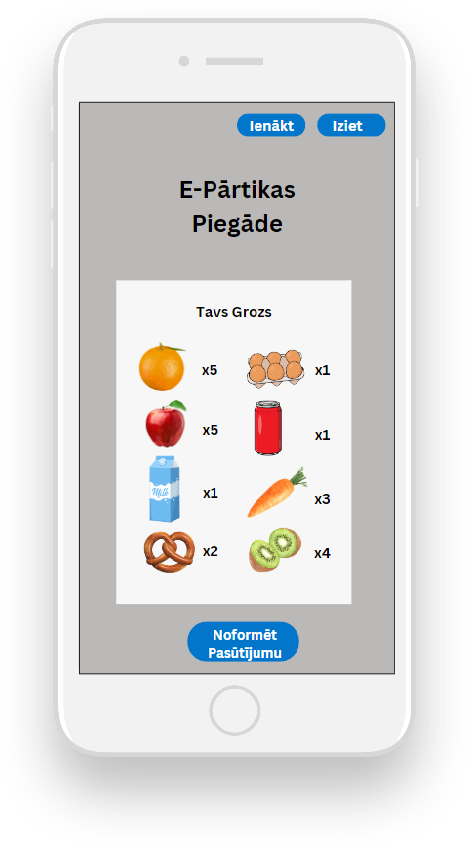 Ienākt Iziet
E-Pārtikas
Piegāde
Tavs Grozs
x5 x1
x5 x1
Milk
x1 x3
x2 x4
Noformēt
Pasūtījumu